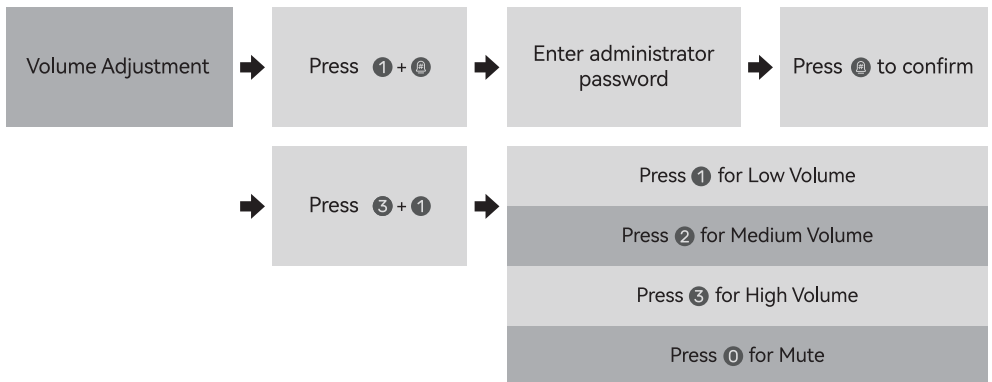 Volume Adjustment
Press 1 + #
Enter administrator
password
Press # to confirm
Press 3 + 1
Press 1 for Low Volume
Press 2 for Medium Volume
Press 3 for High Volume
Press 0 for Mute